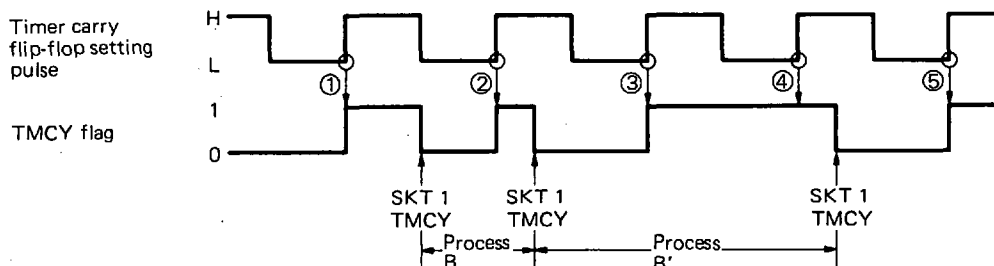 Timer carry
flip-flop setting
pulse
H
L
① ② ③ ④ ⑤
TMCY flag
1
0
SKT 1
TMCY
SKT 1
TMCY
SKT 1
TMCY
Process
B
Process
B'